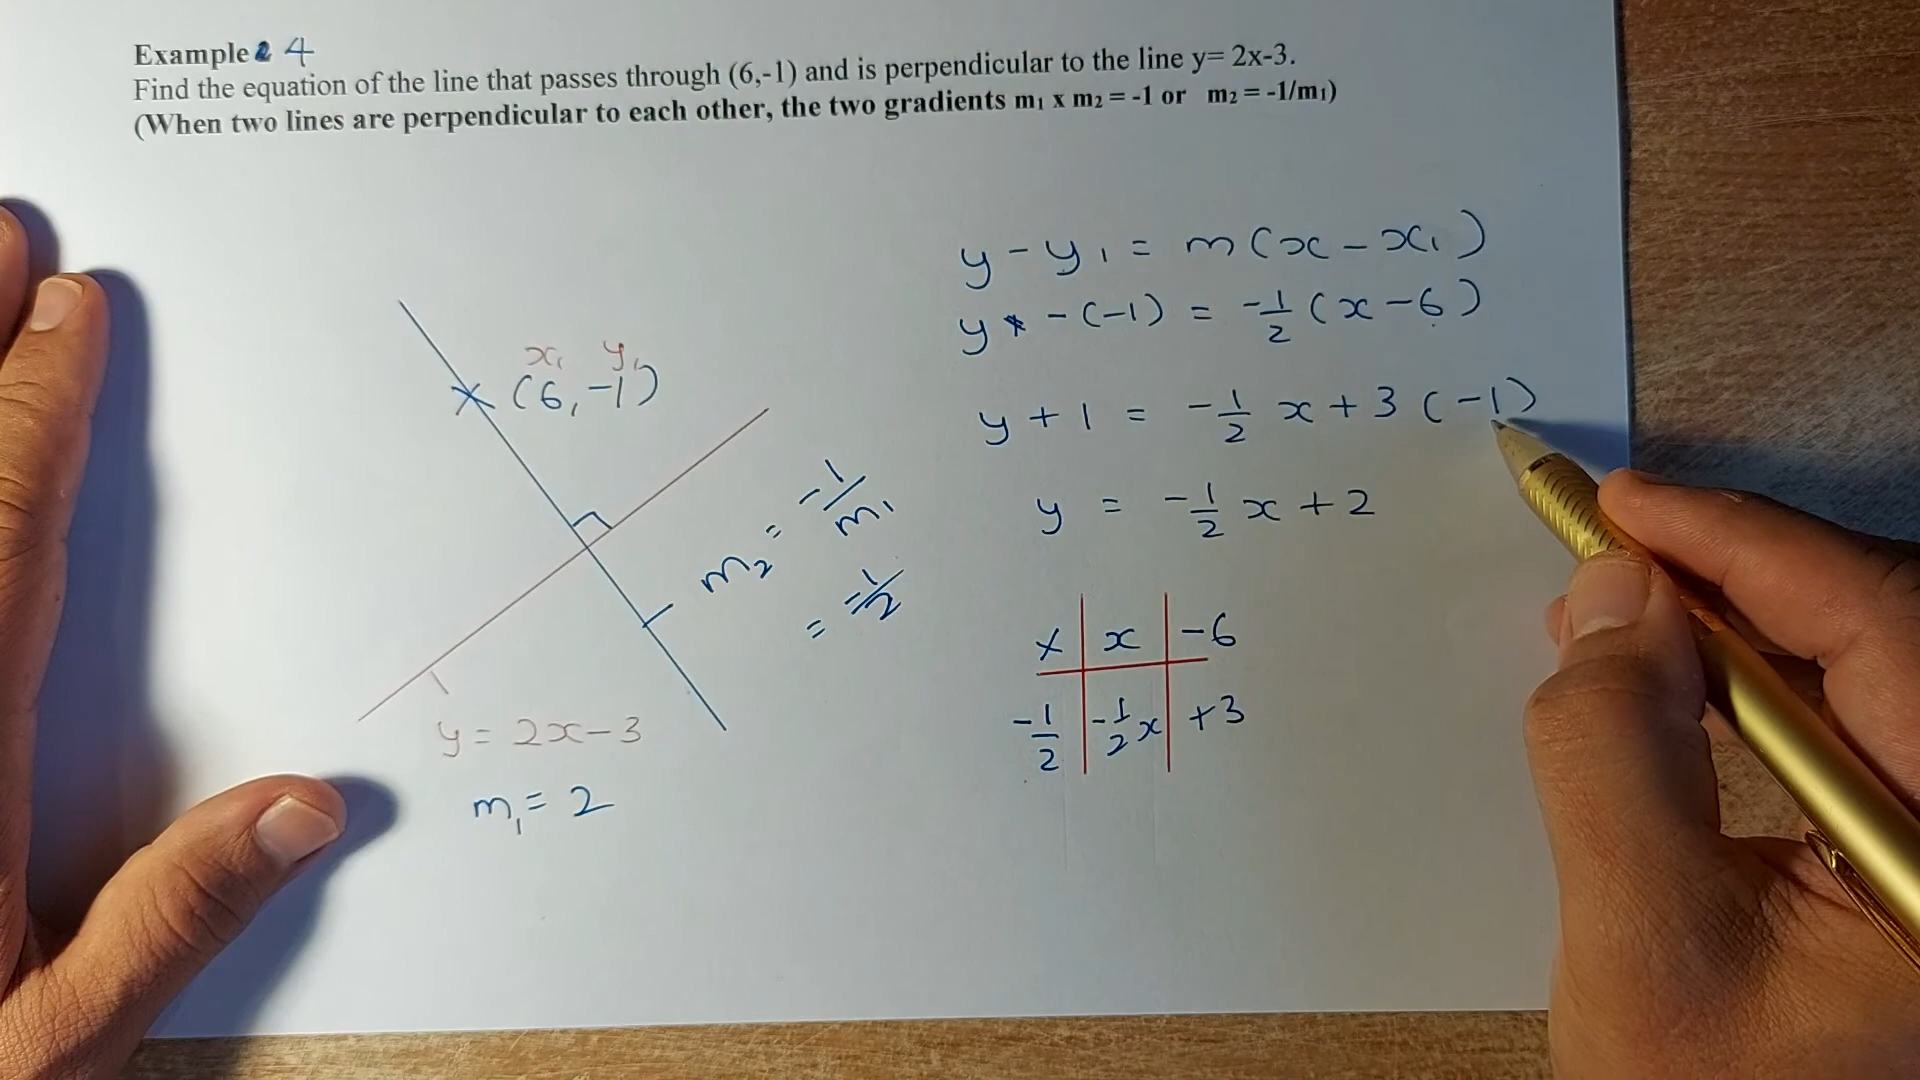 Example 4
Find the equation of the line that passes through (6,-1) and is perpendicular to the line y= 2x-3.
(When two lines are perpendicular to each other, the two gradients m₁ x m₂ = -1 or m₂ = -1/m₁)
x₁ y₁
(6, -1)
y = 2x - 3
m₁ = 2
m₂ = -1/m₁
= -1/2
y - y₁ = m(x - x₁)
y - (-1) = -1/2 (x - 6)
y + 1 = -1/2 x + 3 (-1)
y = -1/2 x + 2
× x -6
-1/2 -1/2x +3